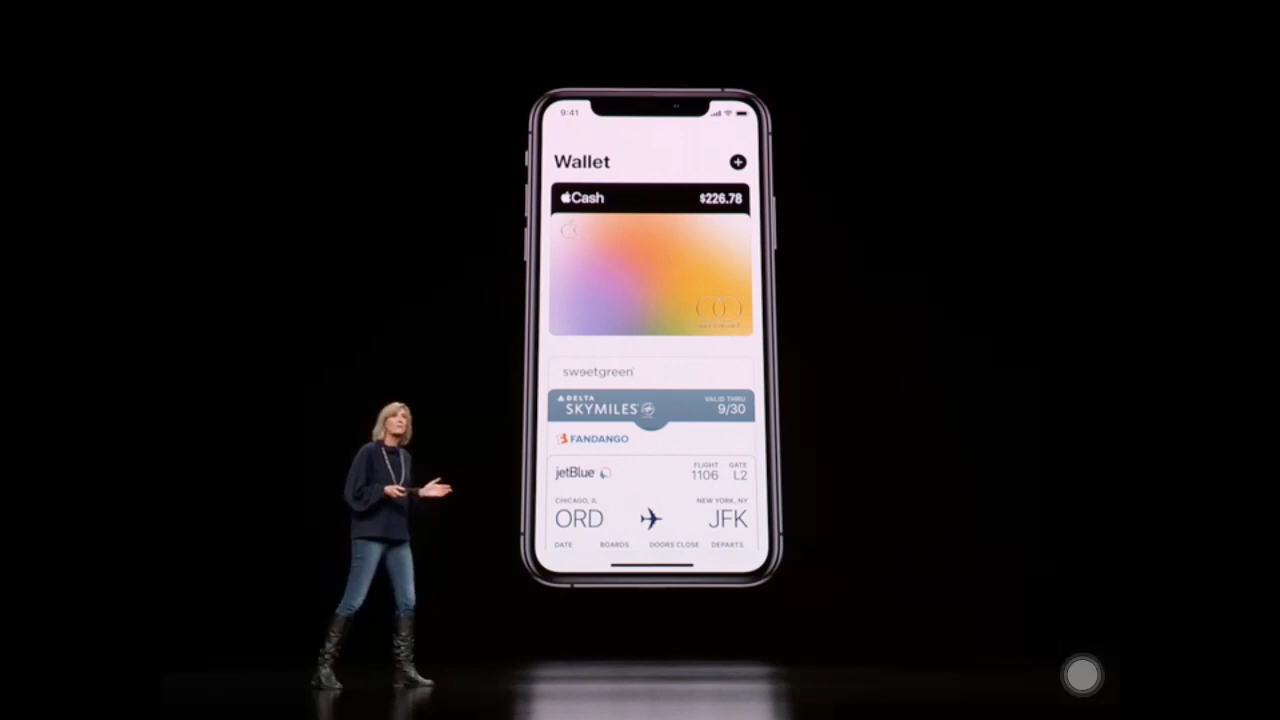 9:41
Wallet
Cash $226.78
sweetgreen
DELTA VALID THRU
SKYMILES 9/30
FANDANGO
FLIGHT GATE
jetBlue 1106 L2
CHICAGO, IL NEW YORK, NY
ORD JFK
DATE BOARDS DOORS CLOSE DEPARTS